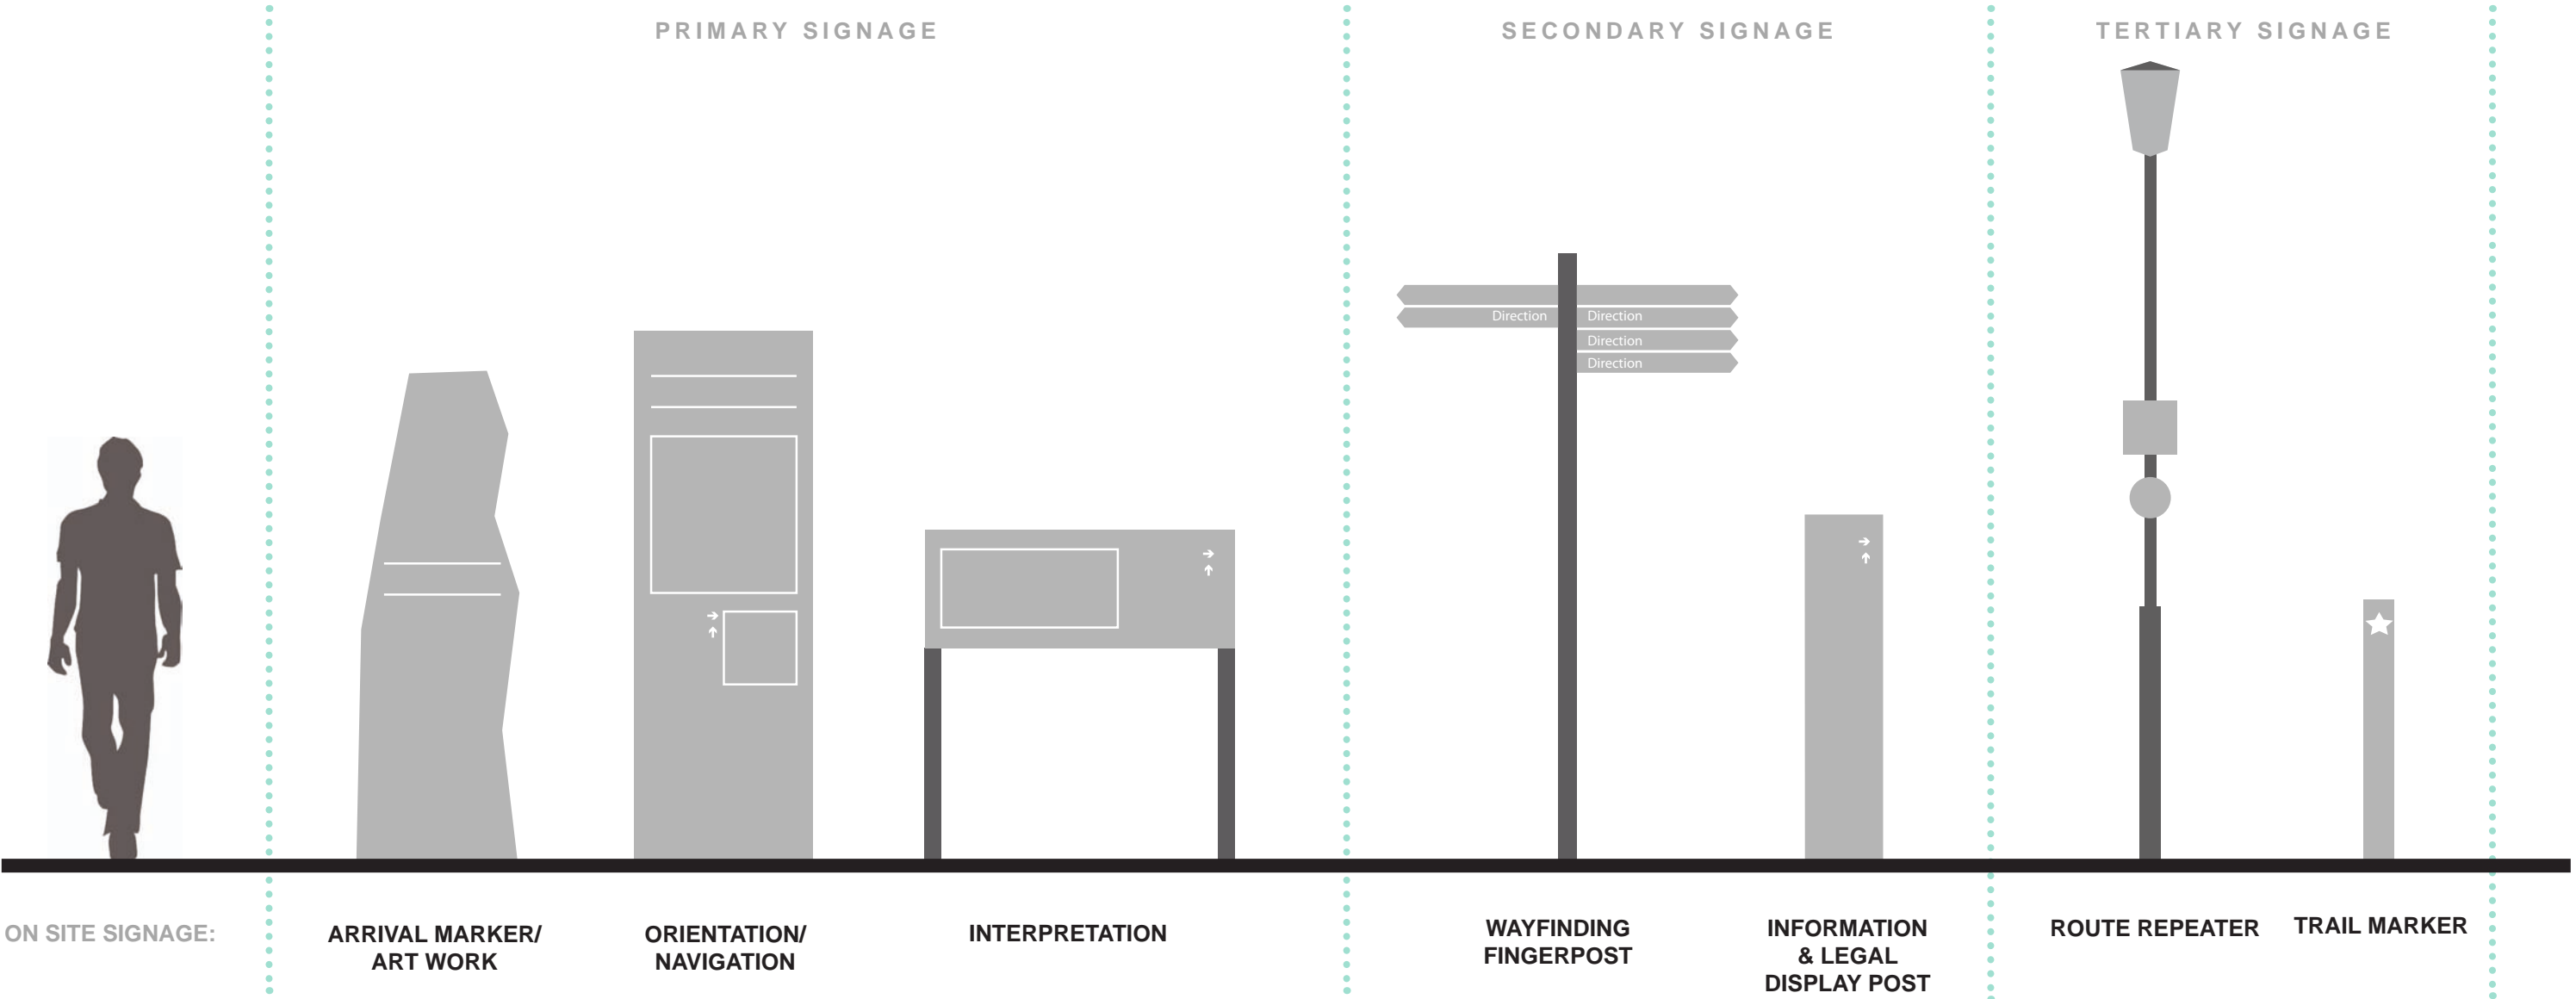 PRIMARY SIGNAGE
SECONDARY SIGNAGE
TERTIARY SIGNAGE
Direction
Direction
Direction
Direction
ON SITE SIGNAGE:
ARRIVAL MARKER/
ART WORK
ORIENTATION/
NAVIGATION
INTERPRETATION
WAYFINDING
FINGERPOST
INFORMATION
& LEGAL
DISPLAY POST
ROUTE REPEATER
TRAIL MARKER